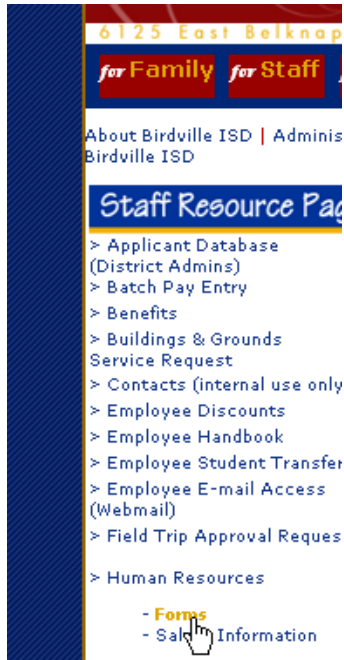 6125 East Belknap
for Family for Staff
About Birdville ISD | Adminis
Birdville ISD
Staff Resource Pag
> Applicant Database
(District Admins)
> Batch Pay Entry
> Benefits
> Buildings & Grounds
Service Request
> Contacts (internal use only
> Employee Discounts
> Employee Handbook
> Employee Student Transfer
> Employee E-mail Access
(Webmail)
> Field Trip Approval Reques
> Human Resources
- Forms
- Sal Information